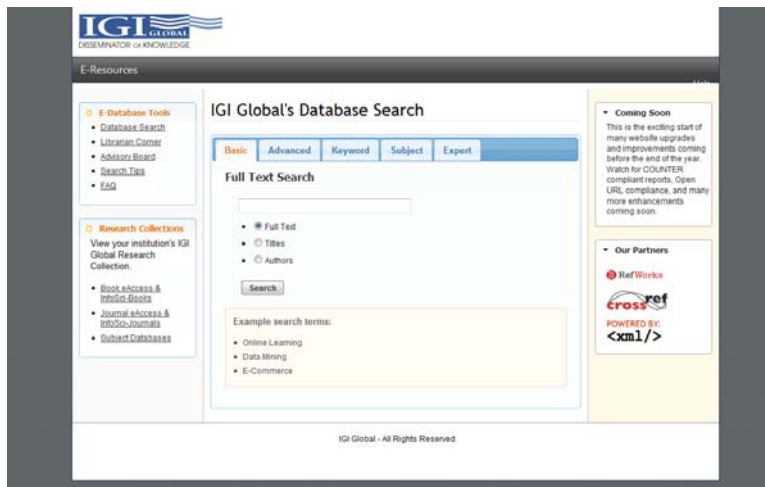 IGI GLOBAL
DISSEMINATOR OF KNOWLEDGE
E-Resources
Help
E-Database Tools
Database Search
Librarian Corner
Advisory Board
Search Tips
FAQ
Research Collections
View your institution's IGI
Global Research
Collection.
Book eAccess &
InfoSci-Books
Journal eAccess &
InfoSci-Journals
Subject Databases
IGI Global's Database Search
Basic Advanced Keyword Subject Expert
Full Text Search
Full Text
Titles
Authors
Search
Example search terms:
Online Learning
Data Mining
E-Commerce
Coming Soon
This is the exciting start of
many website upgrades
and improvements coming
before the end of the year.
Watch for COUNTER
compliant reports, Open
URL compliance, and many
more enhancements
coming soon.
Our Partners
RefWorks
crossref
POWERED BY:
<xml/>
IGI Global - All Rights Reserved